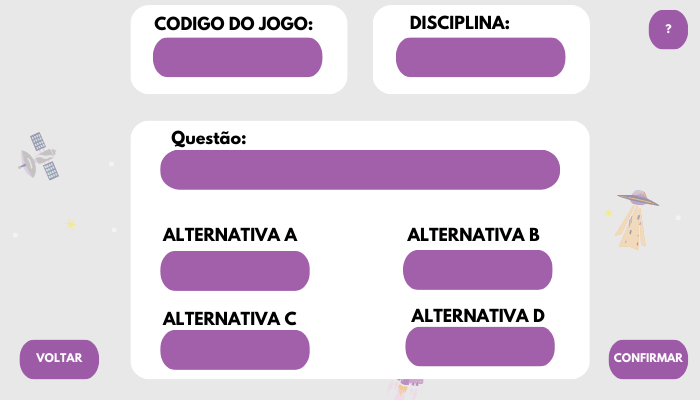 CODIGO DO JOGO:
DISCIPLINA:
?
Questão:
ALTERNATIVA A
ALTERNATIVA B
ALTERNATIVA C
ALTERNATIVA D
VOLTAR
CONFIRMAR